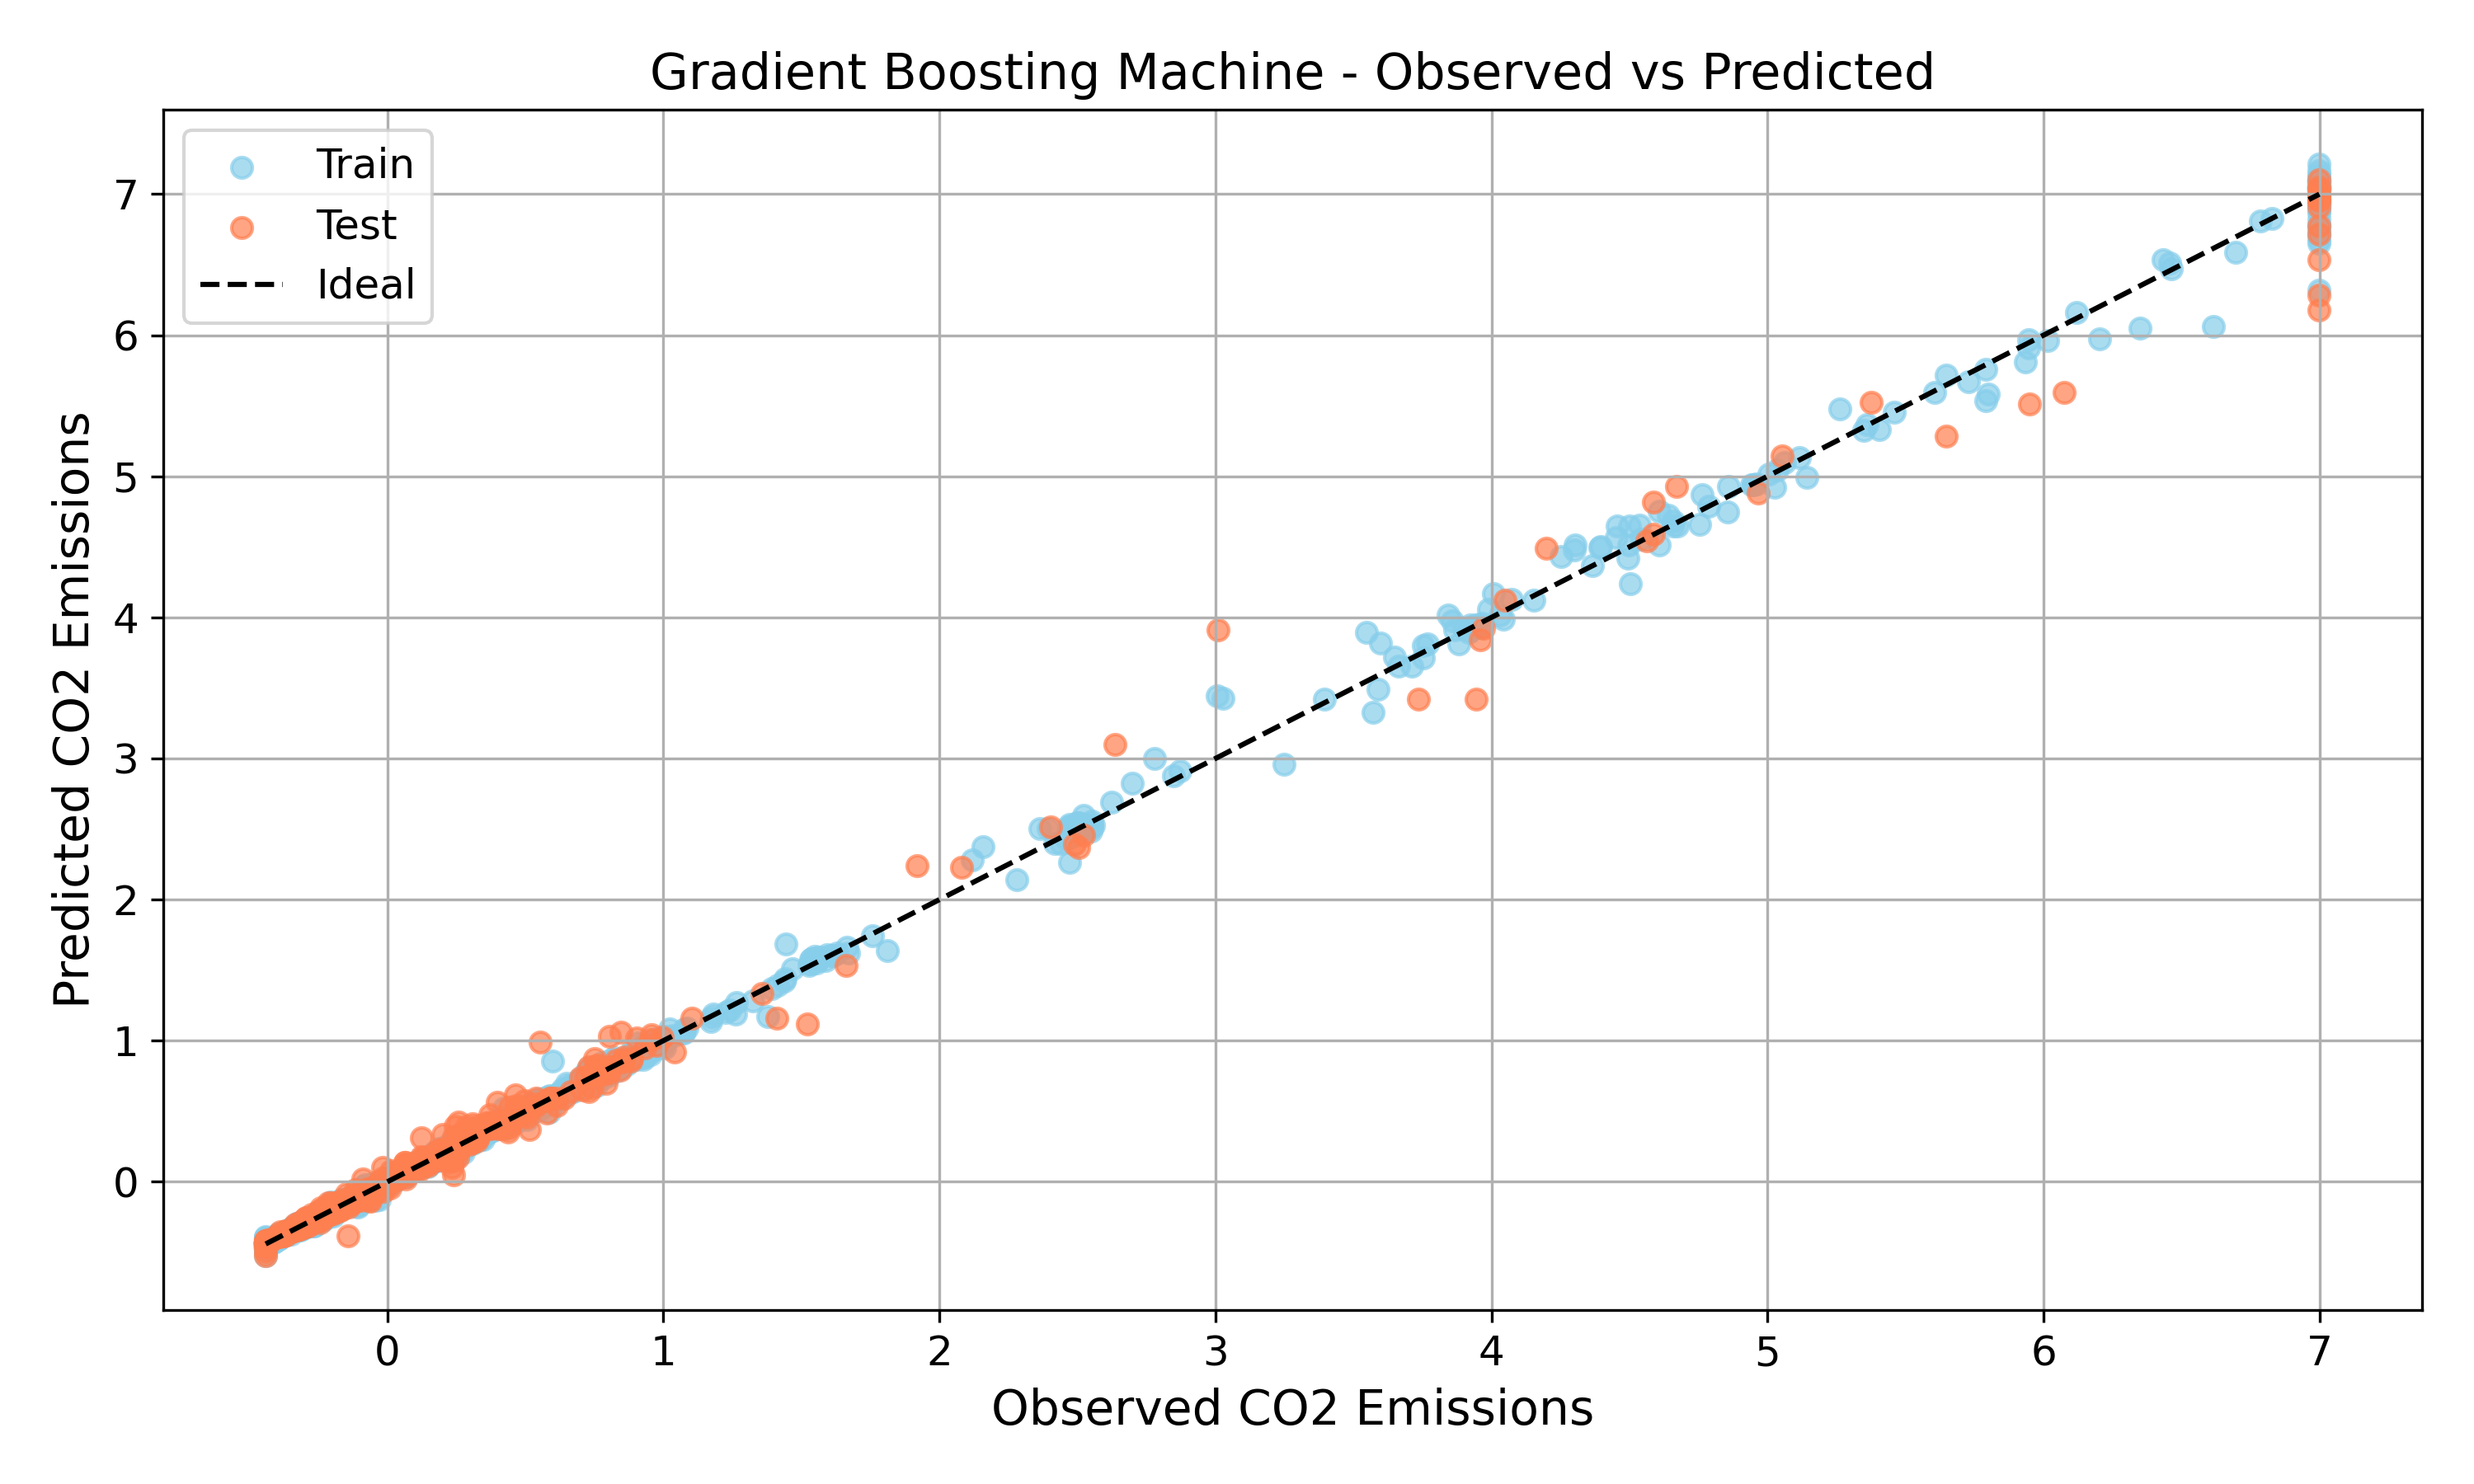 Gradient Boosting Machine - Observed vs Predicted
Train
Test
Ideal
7
6
5
4
3
2
1
0
Predicted CO2 Emissions
0 1 2 3 4 5 6 7
Observed CO2 Emissions